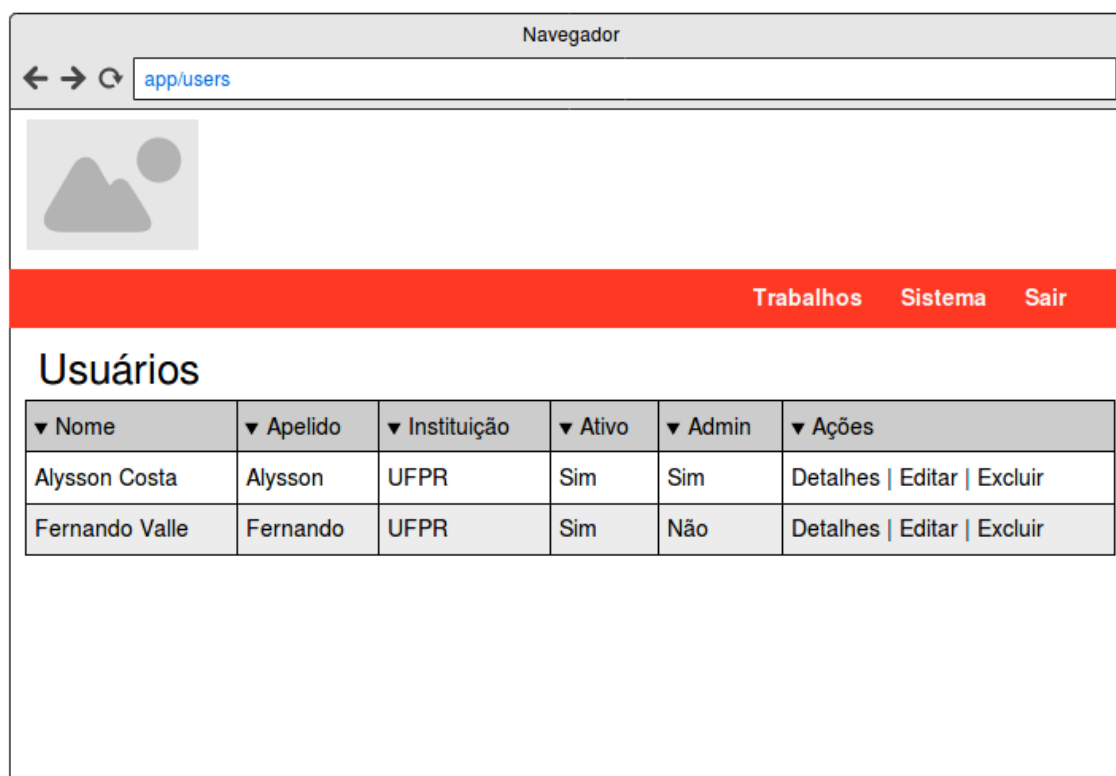 Navegador
app/users
Trabalhos Sistema Sair
Usuários
▼ Nome ▼ Apelido ▼ Instituição ▼ Ativo ▼ Admin ▼ Ações
Alysson Costa Alysson UFPR Sim Sim Detalhes | Editar | Excluir
Fernando Valle Fernando UFPR Sim Não Detalhes | Editar | Excluir